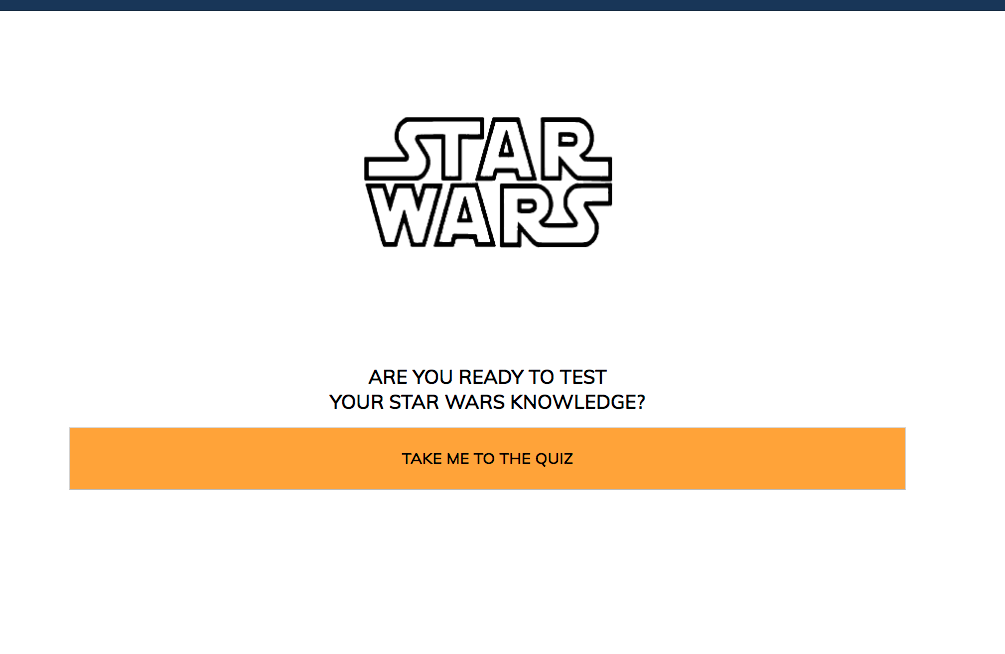 STAR
WARS
ARE YOU READY TO TEST
YOUR STAR WARS KNOWLEDGE?
TAKE ME TO THE QUIZ